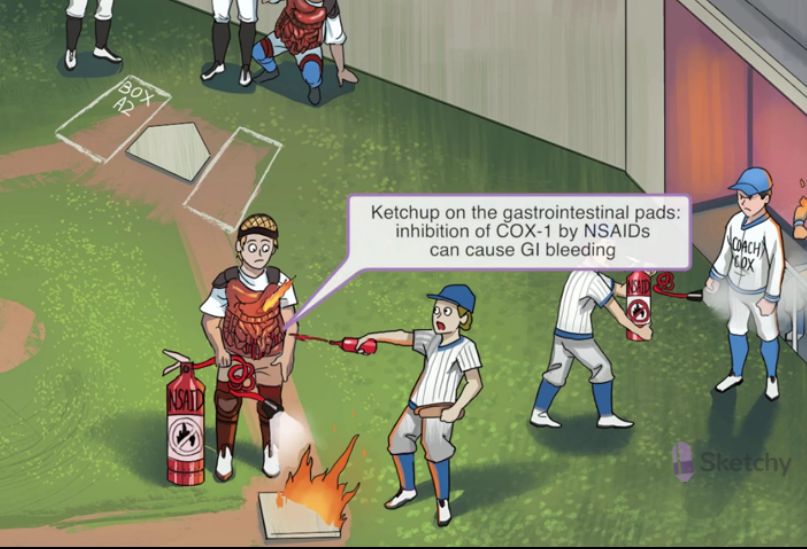 BOX
A2
Ketchup on the gastrointestinal pads:
inhibition of COX-1 by NSAIDs
can cause GI bleeding
COACH
COX
NSAID
NSAID
Sketchy